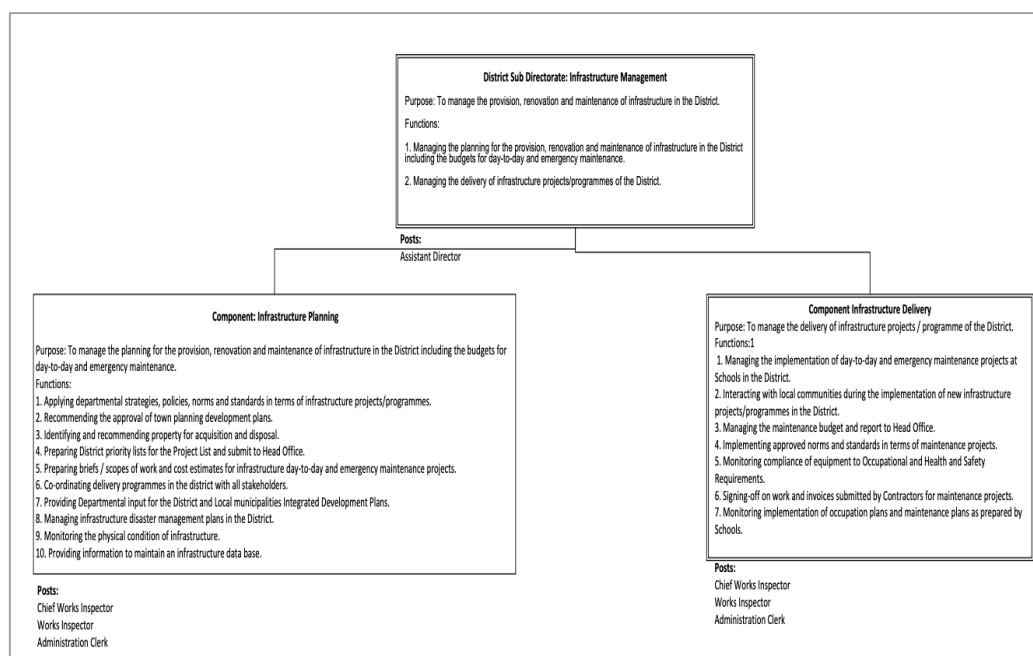 District Sub Directorate: Infrastructure Management
Purpose: To manage the provision, renovation and maintenance of infrastructure in the District.
Functions:
1. Managing the planning for the provision, renovation and maintenance of infrastructure in the District
including the budgets for day-to-day and emergency maintenance.
2. Managing the delivery of infrastructure projects/programmes of the District.
Posts:
Assistant Director
Component: Infrastructure Planning
Purpose: To manage the planning for the provision, renovation and maintenance of infrastructure in the District including the budgets for
day-to-day and emergency maintenance.
Functions:
1. Applying departmental strategies, policies, norms and standards in terms of infrastructure projects/programmes.
2. Recommending the approval of town planning development plans.
3. Identifying and recommending property for acquisition and disposal.
4. Preparing District priority lists for the Project List and submit to Head Office.
5. Preparing briefs / scopes of work and cost estimates for infrastructure day-to-day and emergency maintenance projects.
6. Co-ordinating delivery programmes in the district with all stakeholders.
7. Providing Departmental input for the District and Local municipalities Integrated Development Plans.
8. Managing infrastructure disaster management plans in the District.
9. Monitoring the physical condition of infrastructure.
10. Providing information to maintain an infrastructure data base.
Posts:
Chief Works Inspector
Works Inspector
Administration Clerk
Component Infrastructure Delivery
Purpose: To manage the delivery of infrastructure projects / programme of the District.
Functions:1
1. Managing the implementation of day-to-day and emergency maintenance projects at
Schools in the District.
2. Interacting with local communities during the implementation of new infrastructure
projects/programmes in the District.
3. Managing the maintenance budget and report to Head Office.
4. Implementing approved norms and standards in terms of maintenance projects.
5. Monitoring compliance of equipment to Occupational and Health and Safety
Requirements.
6. Signing-off on work and invoices submitted by Contractors for maintenance projects.
7. Monitoring implementation of occupation plans and maintenance plans as prepared by
Schools.
Posts:
Chief Works Inspector
Works Inspector
Administration Clerk